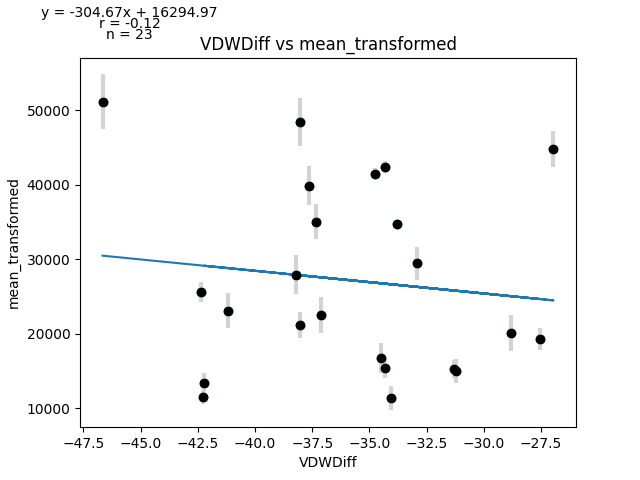 y = -304.67x + 16294.97
r = -0.12
n = 23
VDWDiff vs mean_transformed
mean_transformed
50000
40000
30000
20000
10000
−47.5 −45.0 −42.5 −40.0 −37.5 −35.0 −32.5 −30.0 −27.5
VDWDiff